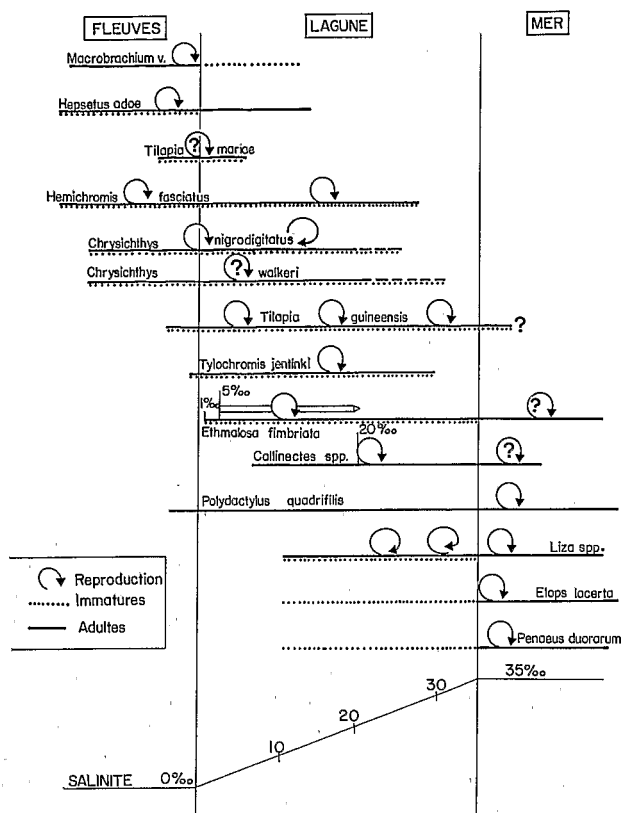 FLEUVES LAGUNE MER
Macrobrachium v.
Hepsetus odoe
Tilapia ? mariae
Hemichromis fasciatus
Chrysichthys nigrodigitatus
Chrysichthys ? walkeri
Tilapia guineensis ?
Tylochromis jentinki
1‰ 5‰ ?
Ethmalosa fimbriata 20‰
Callinectes spp. ?
Polydactylus quadrifilis
Liza spp.
Reproduction
Immatures
Adultes
Elops lacerta
Penaeus duorarum
35‰
30
20
10
SALINITE 0‰